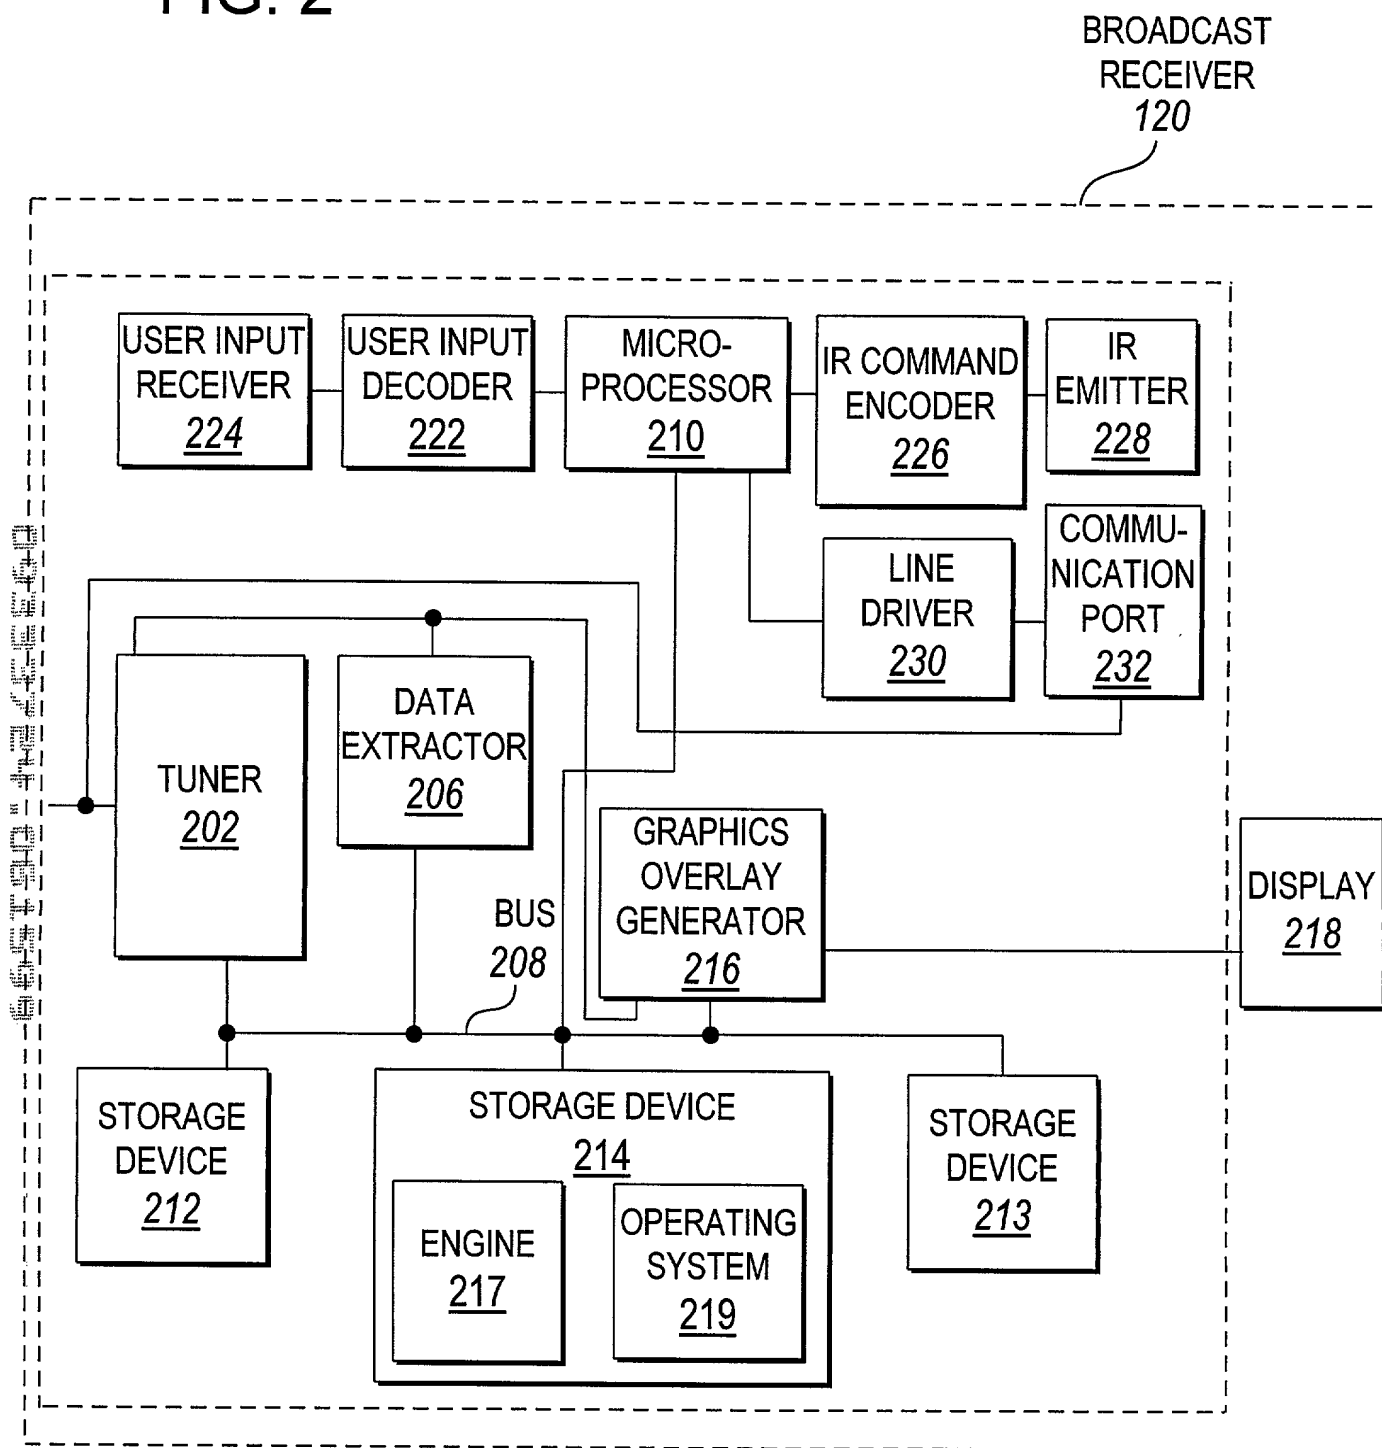 FIG. 2
BROADCAST
RECEIVER
120
USER INPUT
RECEIVER
224
USER INPUT
DECODER
222
MICRO-
PROCESSOR
210
IR COMMAND
ENCODER
226
IR
EMITTER
228
LINE
DRIVER
230
COMMU-
NICATION
PORT
232
TUNER
202
DATA
EXTRACTOR
206
GRAPHICS
OVERLAY
GENERATOR
216
DISPLAY
218
BUS
208
STORAGE
DEVICE
212
STORAGE DEVICE
214
ENGINE
217
OPERATING
SYSTEM
219
STORAGE
DEVICE
213